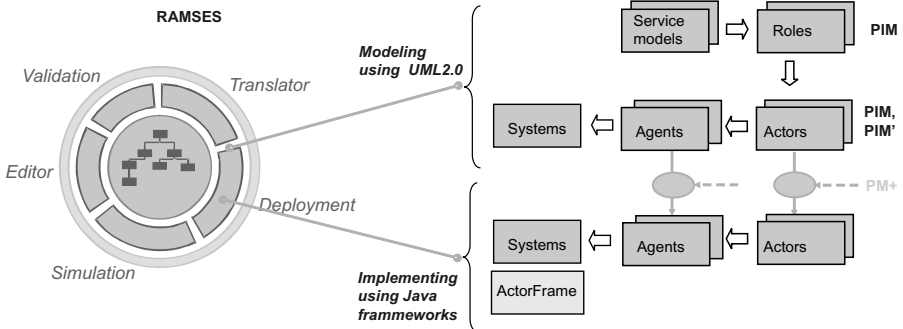 RAMSES
Validation
Translator
Editor
Deployment
Simulation
Modeling
using UML2.0
Service
models
Roles
PIM
Systems
Agents
Actors
PIM,
PIM'
PM+
Systems
Agents
Actors
ActorFrame
Implementing
using Java
frammeworks